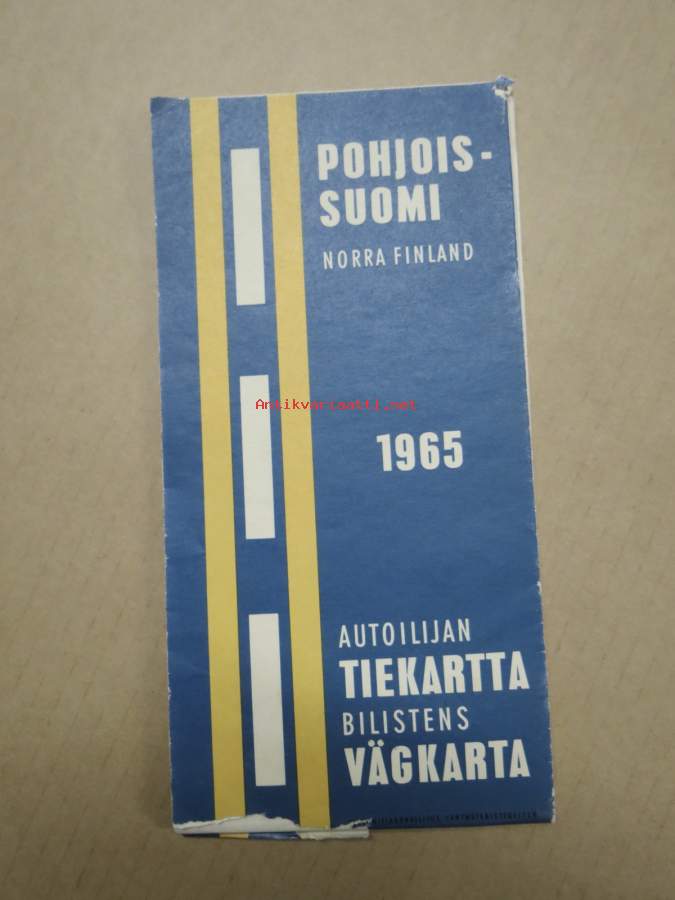 POHJOIS-
SUOMI
NORRA FINLAND
Antikvariaatti.net
1965
AUTOILIJAN
TIEKARTTA
BILISTENS
VÄGKARTA